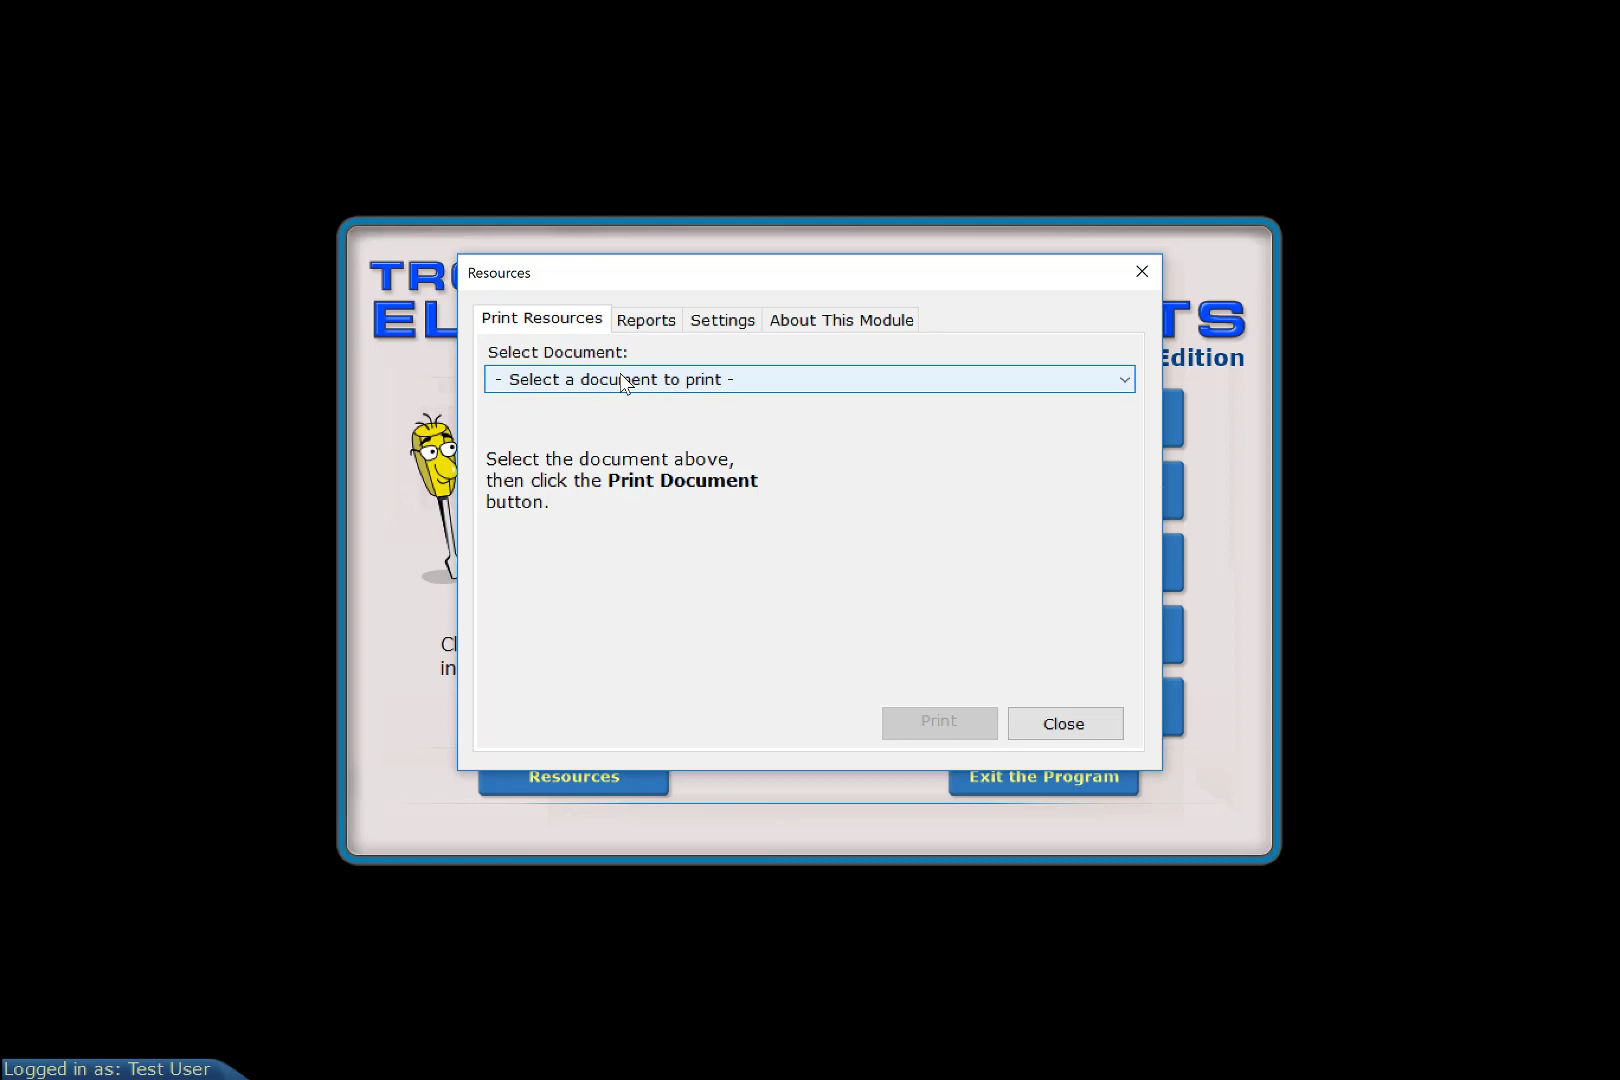 TR
Resources
EL
TS
Print Resources
Reports
Settings
About This Module
Select Document:
Edition
- Select a document to print -
Select the document above,
then click the Print Document
button.
Cl
in
Print
Close
Resources
Exit the Program
Logged in as: Test User